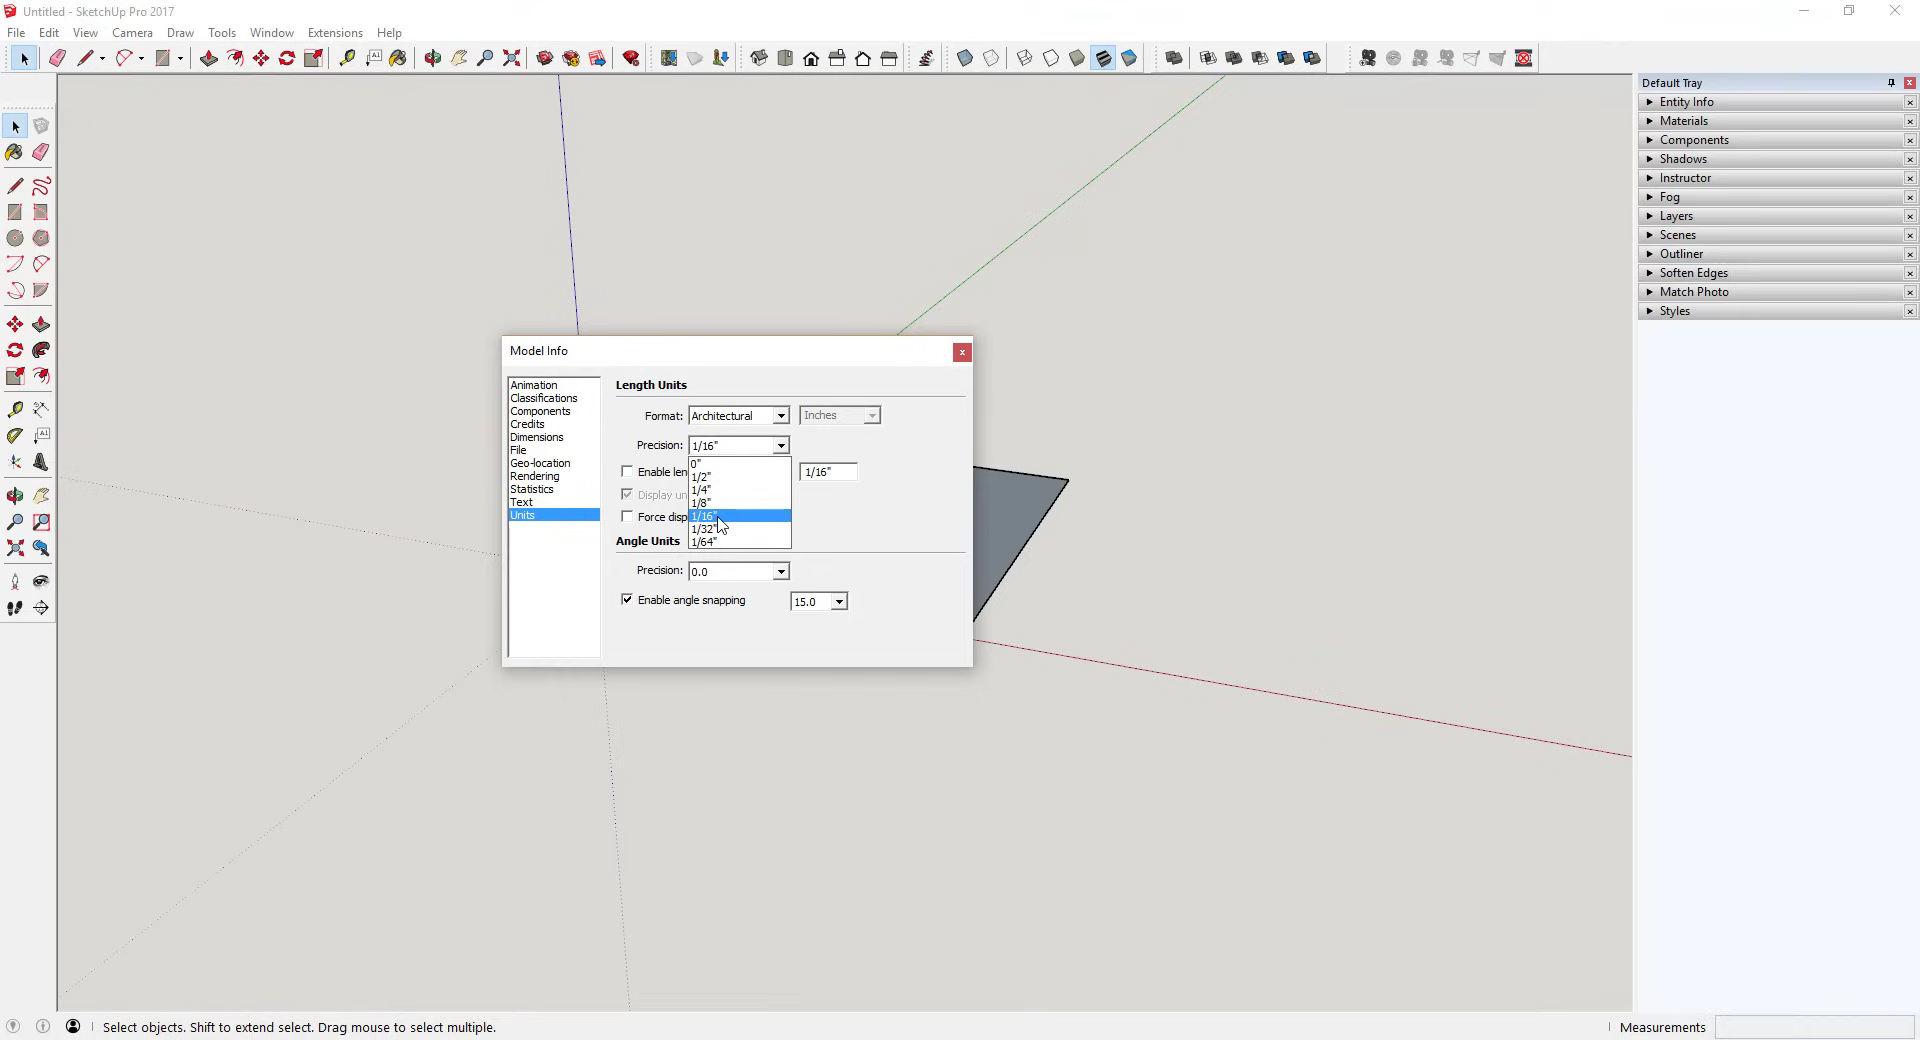 Untitled - SketchUp Pro 2017
File Edit View Camera Draw Tools Window Extensions Help
Default Tray
Entity Info
Materials
Components
Shadows
Instructor
Fog
Layers
Scenes
Outliner
Soften Edges
Match Photo
Styles
Model Info
Animation
Classifications
Components
Credits
Dimensions
File
Geo-location
Rendering
Statistics
Text
Units
Length Units
Format: Architectural Inches
Precision: 1/16"
0"
1/2"
1/4"
1/8"
1/16"
1/32"
1/64"
Enable len 1/16"
Display un
Force disp
Angle Units
Precision: 0.0
Enable angle snapping 15.0
Select objects. Shift to extend select. Drag mouse to select multiple.
Measurements